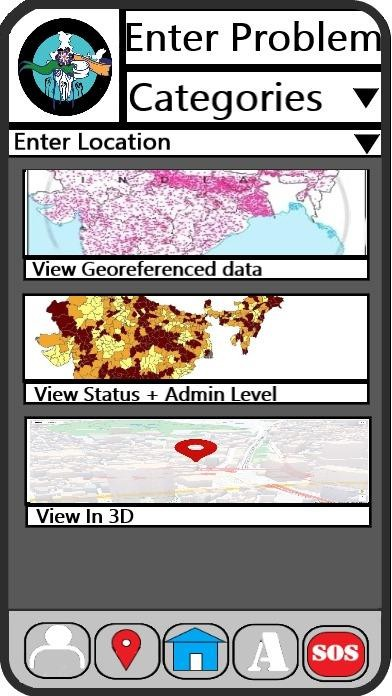 Enter Problem
Categories
Enter Location
I N D I A
View Georeferenced data
View Status + Admin Level
View In 3D
A
SOS